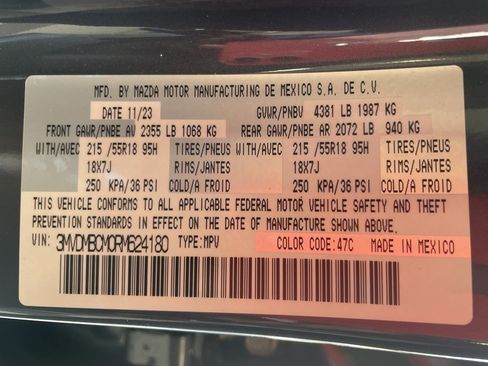 MFD. BY MAZDA MOTOR MANUFACTURING DE MEXICO S.A. DE C.V.
DATE 11/23 GVWR/PNBV 4381 LB 1987 KG
FRONT GAWR/PNBE AV 2355 LB 1068 KG REAR GAWR/PNBE AR 2072 LB 940 KG
WITH/AVEC 215 /55R18 95H TIRES/PNEUS WITH/AVEC 215 /55R18 95H TIRES/PNEUS
18X7J RIMS/JANTES 18X7J RIMS/JANTES
250 KPA/36 PSI COLD/A FROID 250 KPA/36 PSI COLD/A FROID
THIS VEHICLE CONFORMS TO ALL APPLICABLE FEDERAL MOTOR VEHICLE SAFETY AND THEFT
PREVENTION STANDARDS IN EFFECT ON THE DATE OF MANUFACTURE SHOWN ABOVE.
VIN: 3MVDMBCM0RM624180 TYPE: MPV COLOR CODE: 47C MADE IN MEXICO